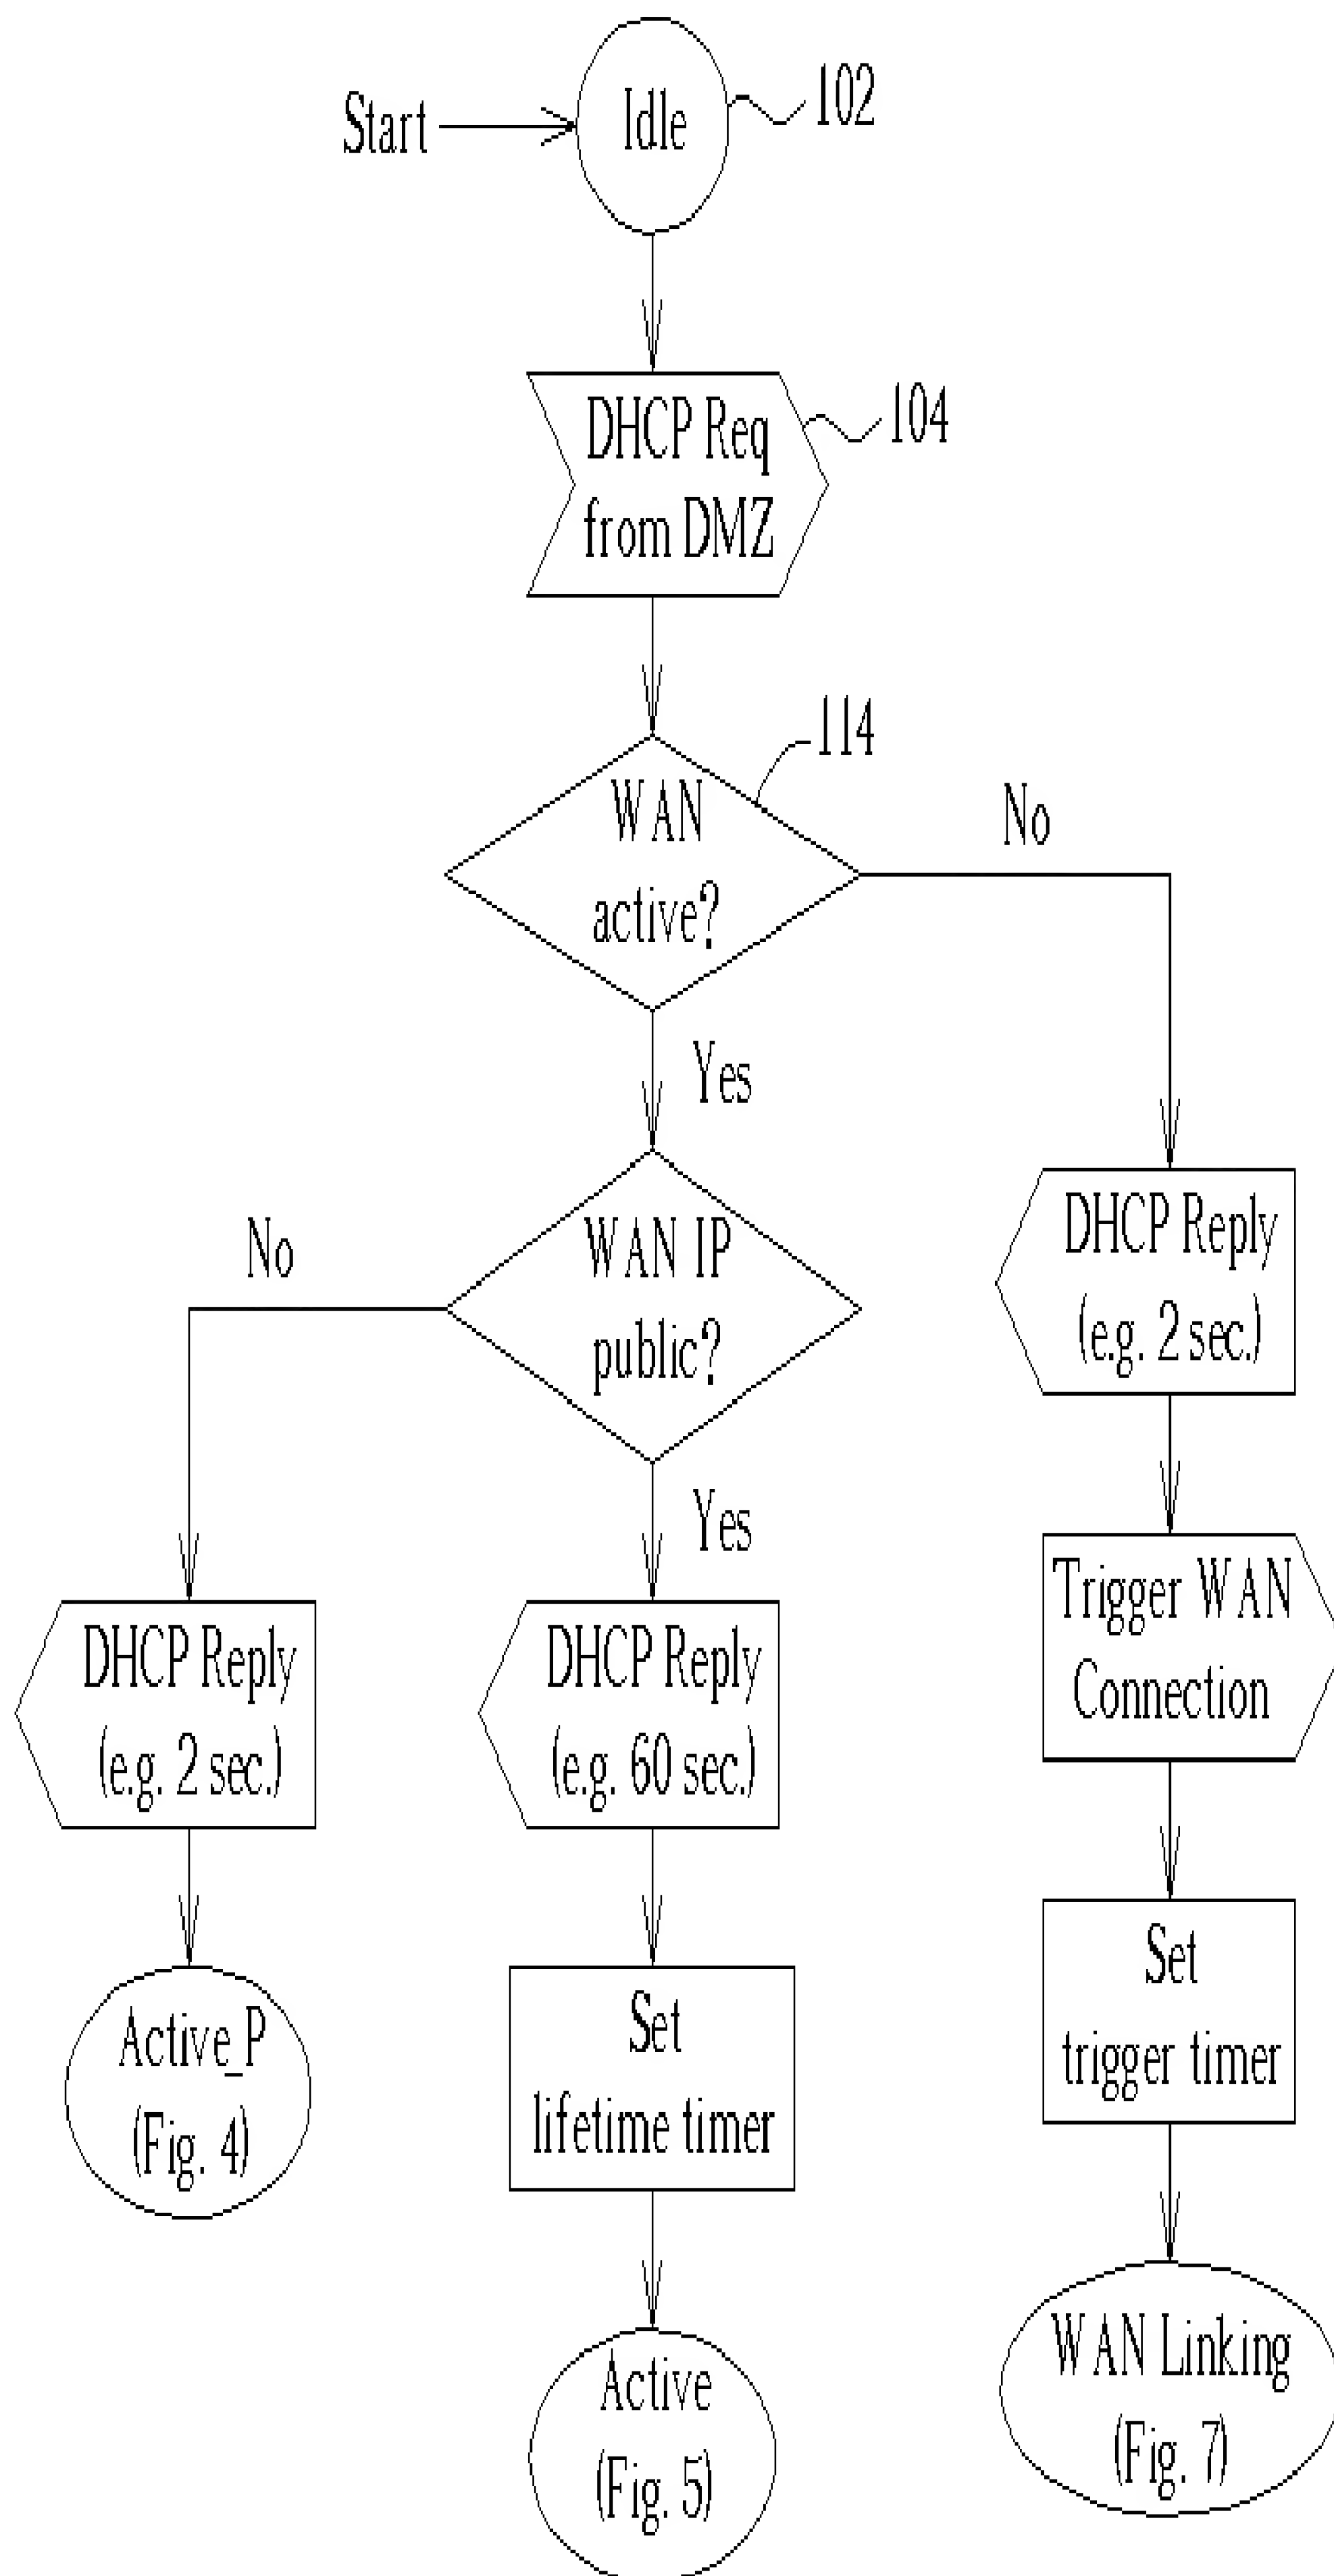 Start
Idle
102
DHCP Req
from DMZ
104
WAN
active?
114
No
Yes
WAN IP
public?
No
Yes
DHCP Reply
(e.g. 2 sec.)
Trigger WAN
Connection
Set
trigger timer
WAN Linking
(Fig. 7)
DHCP Reply
(e.g. 2 sec.)
Active_P
(Fig. 4)
DHCP Reply
(e.g. 60 sec.)
Set
lifetime timer
Active
(Fig. 5)